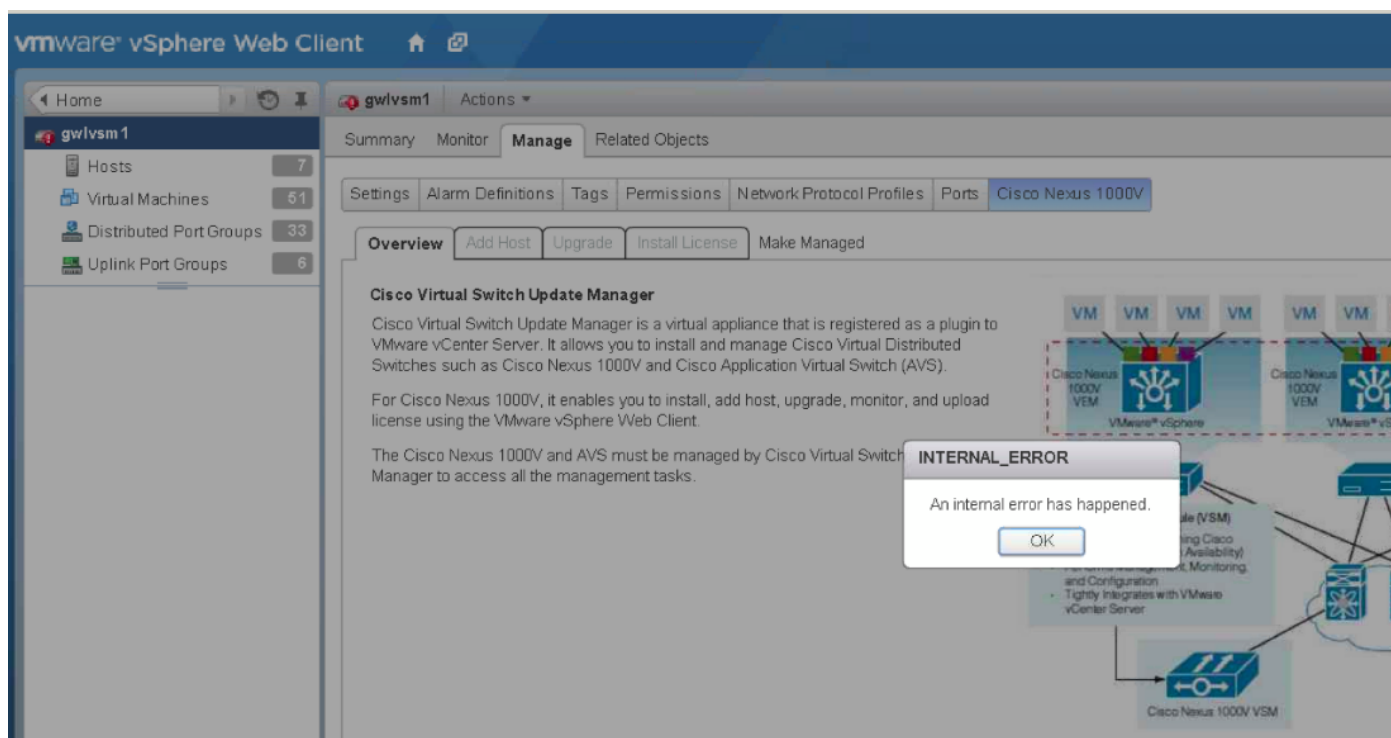 vmware® vSphere Web Client
Home
gwlvsm1 Actions
gwlvsm1
Hosts 7
Virtual Machines 51
Distributed Port Groups 33
Uplink Port Groups 6
Summary Monitor Manage Related Objects
Settings Alarm Definitions Tags Permissions Network Protocol Profiles Ports Cisco Nexus 1000V
Overview Add Host Upgrade Install License Make Managed
Cisco Virtual Switch Update Manager
Cisco Virtual Switch Update Manager is a virtual appliance that is registered as a plugin to
VMware vCenter Server. It allows you to install and manage Cisco Virtual Distributed
Switches such as Cisco Nexus 1000V and Cisco Application Virtual Switch (AVS).
For Cisco Nexus 1000V, it enables you to install, add host, upgrade, monitor, and upload
license using the VMware vSphere Web Client.
The Cisco Nexus 1000V and AVS must be managed by Cisco Virtual Switch
Manager to access all the management tasks.
VM VM VM VM VM VM
Cisco Nexus
1000V
VEM
VMware® vSphere
Cisco Nexus
1000V
VEM
VMware®
INTERNAL_ERROR
An internal error has happened.
OK
(VSM)
Cisco
Availability)
Monitoring,
and Configuration
• Tightly Integrates with VMware
vCenter Server
Cisco Nexus 1000V VSM